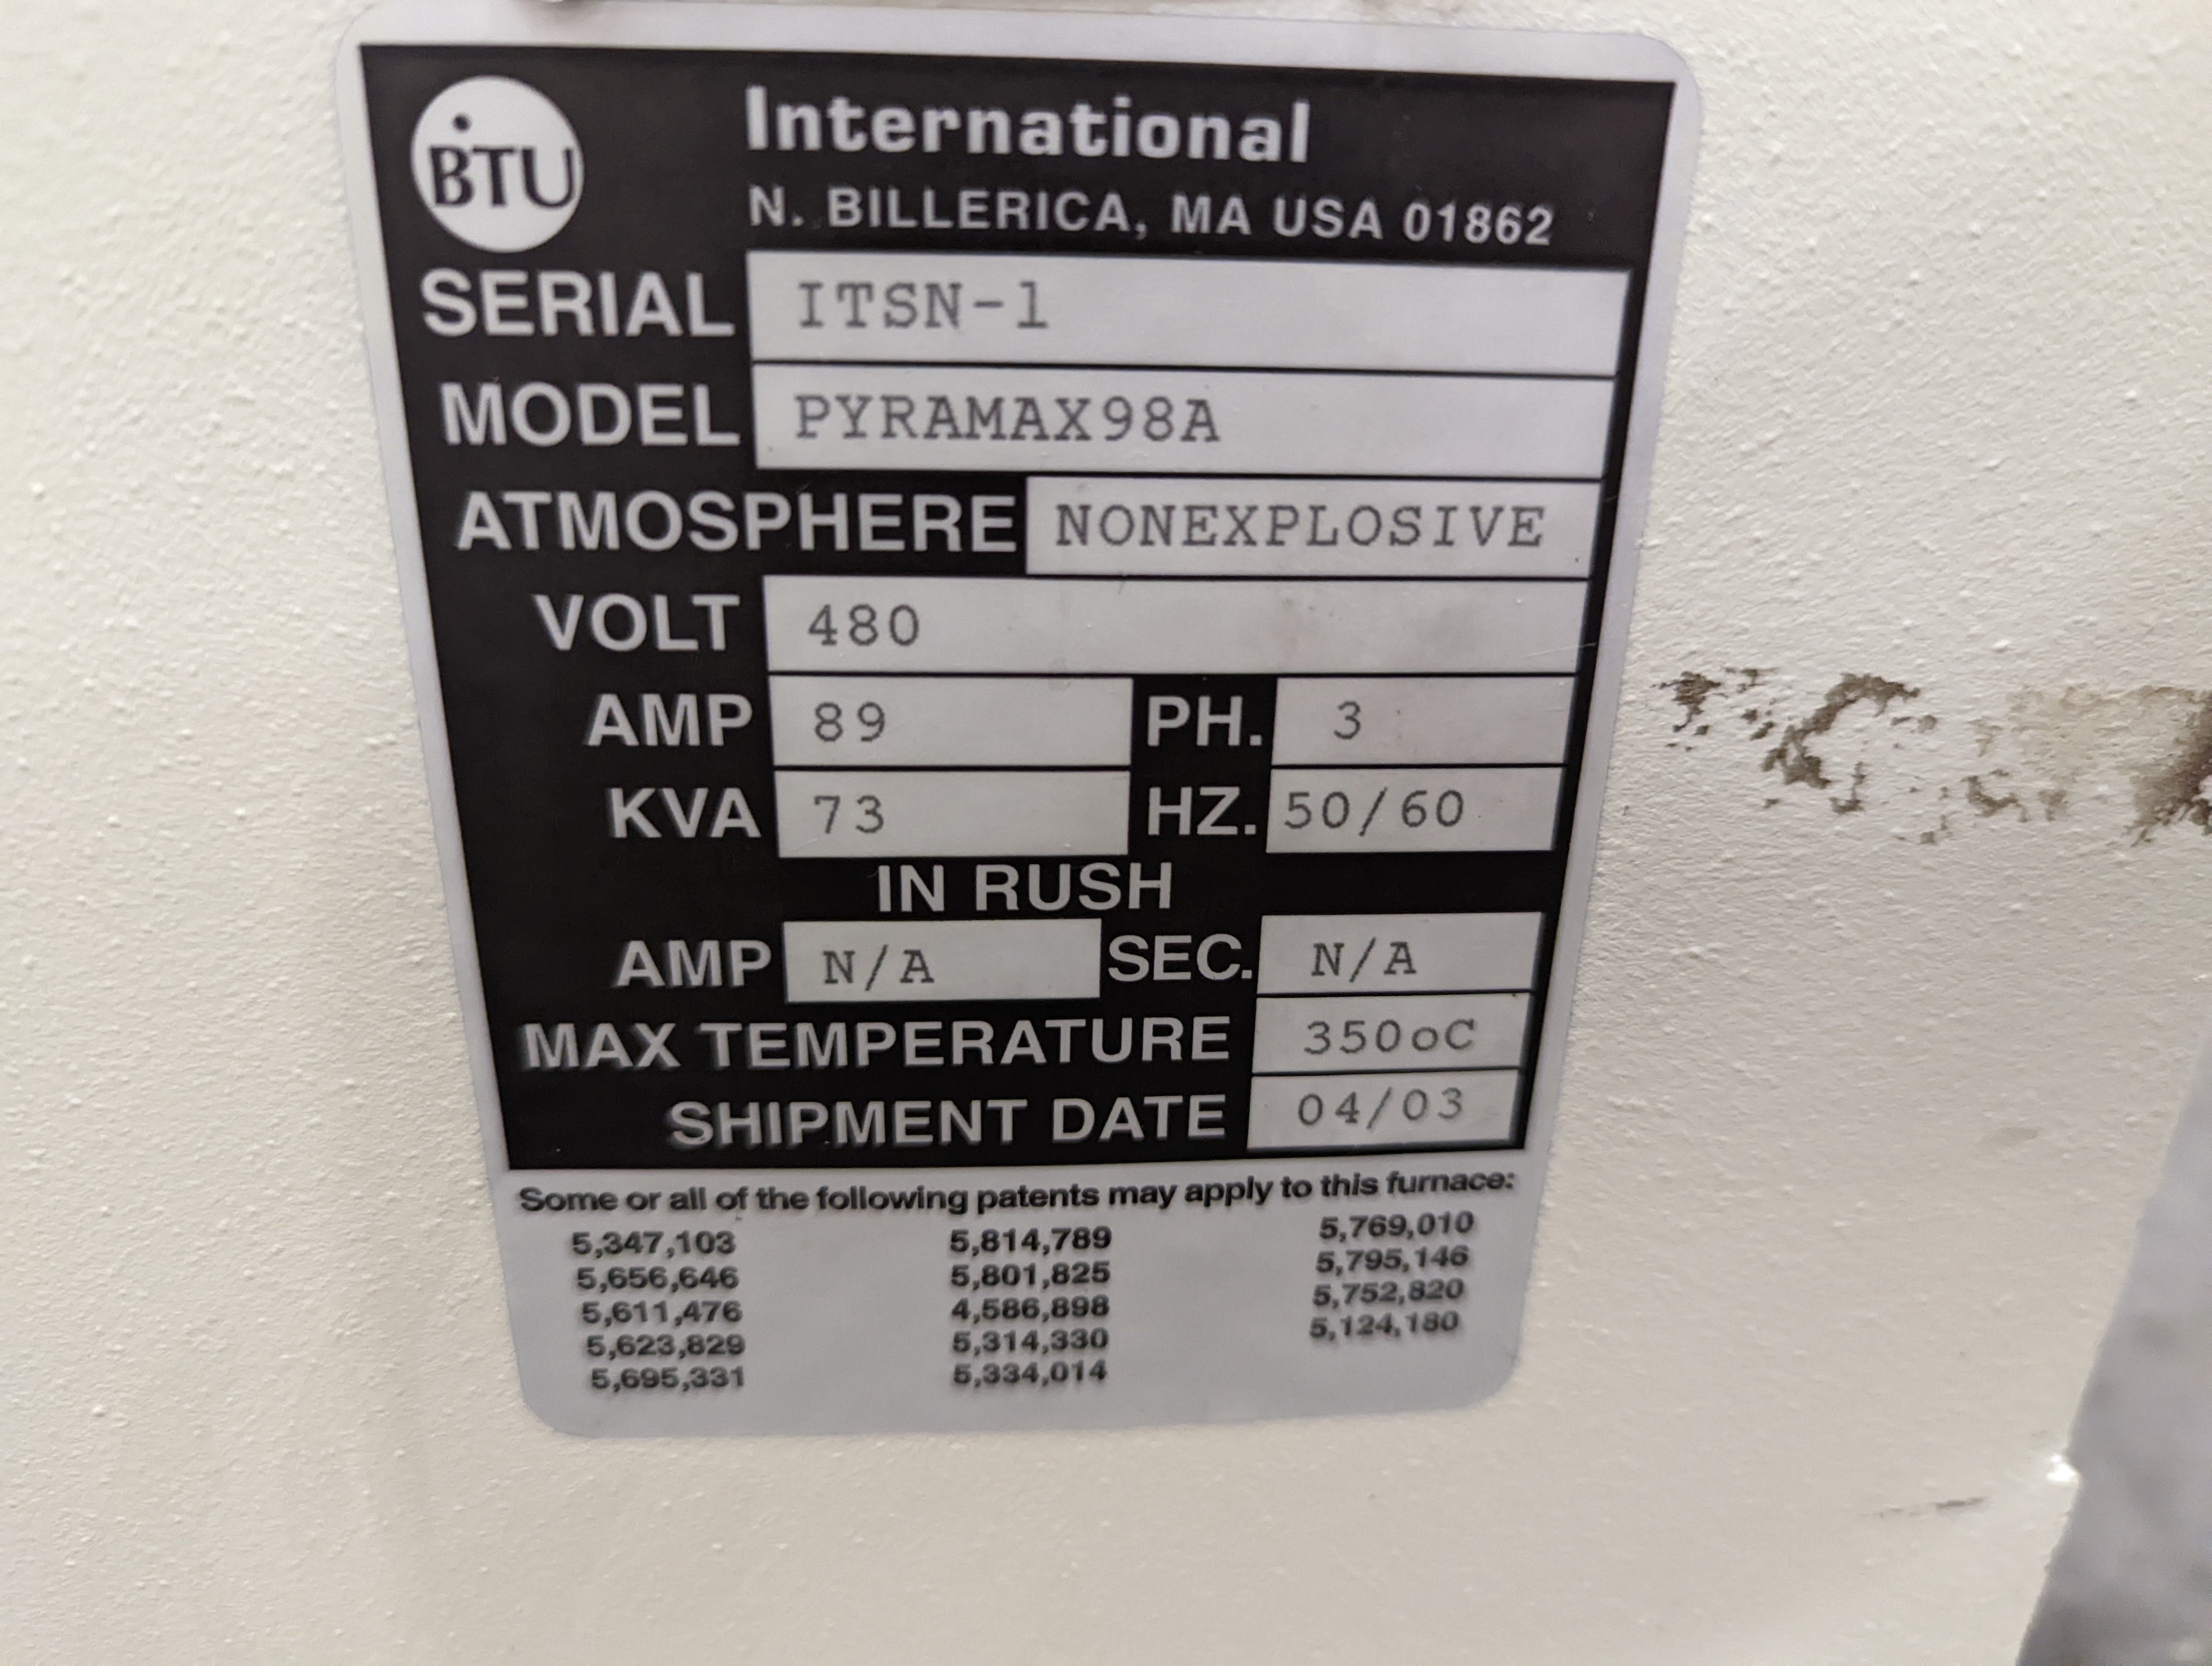 BTU International
N. BILLERICA, MA USA 01862
SERIAL ITSN-1
MODEL PYRAMAX98A
ATMOSPHERE NONEXPLOSIVE
VOLT 480
AMP 89 PH. 3
KVA 73 HZ. 50/60
IN RUSH
AMP N/A SEC. N/A
MAX TEMPERATURE 350oC
SHIPMENT DATE 04/03
Some or all of the following patents may apply to this furnace:
5,347,103 5,814,789 5,769,010
5,656,646 5,801,825 5,795,146
5,611,476 4,586,898 5,752,820
5,623,829 5,314,330 5,124,180
5,695,331 5,334,014